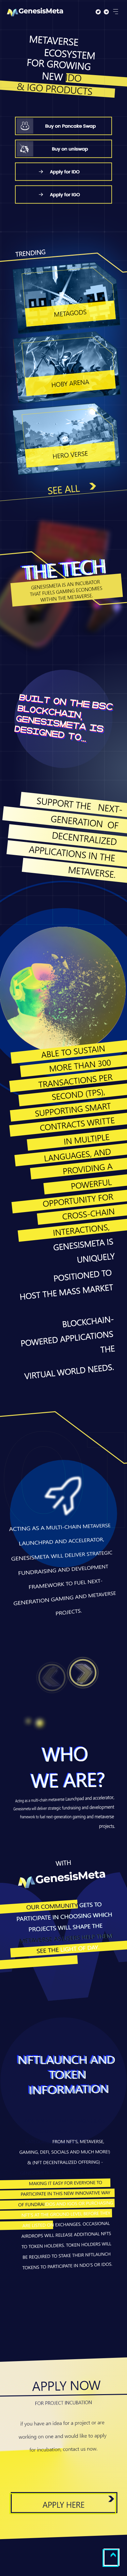 GenesisMeta
METAVERSE
ECOSYSTEM
FOR GROWING
NEW IDO
& IGO PRODUCTS
Buy on Pancake Swap
Buy on uniswap
Apply for IDO
Apply for IGO
TRENDING
METAGODS
HOBY ARENA
HERO VERSE
SEE ALL
THE TECH
GENESISMETA IS AN INCUBATOR
THAT FUELS GAMING ECONOMIES
WITHIN THE METAVERSE.
BUILT ON THE BSC
BLOCKCHAIN,
GENESISMETA IS
DESIGNED TO...
SUPPORT THE NEXT-
GENERATION OF
DECENTRALIZED
APPLICATIONS IN THE
METAVERSE.
ABLE TO SUSTAIN
MORE THAN 300
TRANSACTIONS PER
SECOND (TPS),
SUPPORTING SMART
CONTRACTS WRITTE
IN MULTIPLE
LANGUAGES, AND
PROVIDING A
POWERFUL
OPPORTUNITY FOR
CROSS-CHAIN
INTERACTIONS,
GENESISMETA IS
UNIQUELY
POSITIONED TO
HOST THE MASS MARKET
BLOCKCHAIN-
POWERED APPLICATIONS
THE
VIRTUAL WORLD NEEDS.
ACTING AS A MULTI-CHAIN METAVERSE
LAUNCHPAD AND ACCELERATOR,
GENESISMETA WILL DELIVER STRATEGIC
FUNDRAISING AND DEVELOPMENT
FRAMEWORK TO FUEL NEXT-
GENERATION GAMING AND METAVERSE
PROJECTS.
WHO
WE ARE?
Acting as a multi-chain metaverse Launchpad and accelerator,
Genesismeta will deliver strategic fundraising and development
framework to fuel next-generation gaming and metaverse
projects.
WITH
GenesisMeta
OUR COMMUNITY GETS TO
PARTICIPATE IN CHOOSING WHICH
PROJECTS WILL SHAPE THE
SEE THE
NFTLAUNCH AND
TOKEN
INFORMATION
FROM NFT'S, METAVERSE,
GAMING, DEFI, SOCIALS AND MUCH MORE)
& (NFT DECENTRALIZED OFFERING) -
MAKING IT EASY FOR EVERYONE TO
PARTICIPATE IN THIS NEW INNOVATIVE WAY
OF FUNDRAI
EXCHANGES. OCCASIONAL
AIRDROPS WILL RELEASE ADDITIONAL NFTS
TO TOKEN HOLDERS. TOKEN HOLDERS WILL
BE REQUIRED TO STAKE THEIR NFTLAUNCH
TOKENS TO PARTICIPATE IN NDO'S OR IDOS
APPLY NOW
FOR PROJECT INCUBATION
If you have an idea for a project or are
working on one and would like to apply
for incubation, contact us now.
APPLY HERE